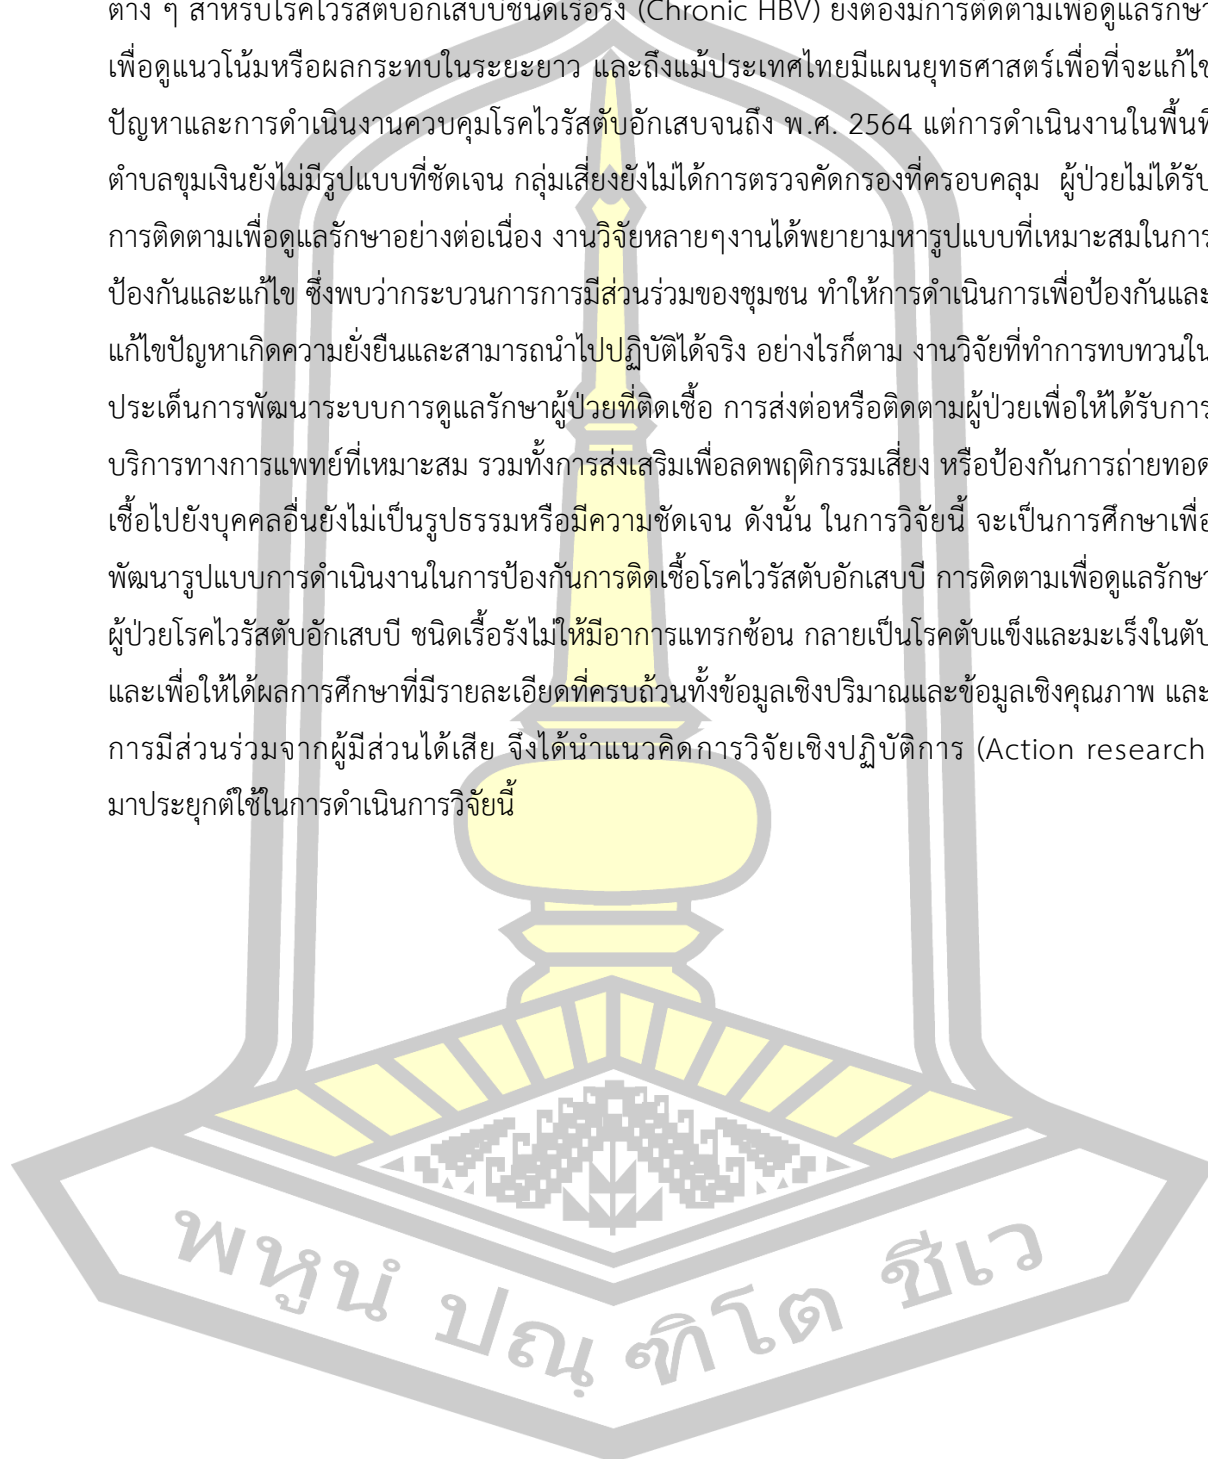 ต่าง ๆ สำหรับโรคไวรัสตับอักเสบบีชนิดเรื้อรัง (Chronic HBV) ยังต้องมีการติดตามเพื่อดูแลรักษา
เพื่อดูแนวโน้มหรือผลกระทบในระยะยาว และถึงแม้ประเทศไทยมีแผนยุทธศาสตร์เพื่อที่จะแก้ไข
ปัญหาและการดำเนินงานควบคุมโรคไวรัสตับอักเสบจนถึง พ.ศ. 2564 แต่การดำเนินงานในพื้นที่
ตำบลขุมเงินยังไม่มีรูปแบบที่ชัดเจน กลุ่มเสี่ยงยังไม่ได้การตรวจคัดกรองที่ครอบคลุม ผู้ป่วยไม่ได้รับ
การติดตามเพื่อดูแลรักษาอย่างต่อเนื่อง งานวิจัยหลายๆงานได้พยายามหารูปแบบที่เหมาะสมในการ
ป้องกันและแก้ไข ซึ่งพบว่ากระบวนการการมีส่วนร่วมของชุมชน ทำให้การดำเนินการเพื่อป้องกันและ
แก้ไขปัญหาเกิดความยั่งยืนและสามารถนำไปปฏิบัติได้จริง อย่างไรก็ตาม งานวิจัยที่ทำการทบทวนใน
ประเด็นการพัฒนาระบบการดูแลรักษาผู้ป่วยที่ติดเชื้อ การส่งต่อหรือติดตามผู้ป่วยเพื่อให้ได้รับการ
บริการทางการแพทย์ที่เหมาะสม รวมทั้งการส่งเสริมเพื่อลดพฤติกรรมเสี่ยง หรือป้องกันการถ่ายทอด
เชื้อไปยังบุคคลอื่นยังไม่เป็นรูปธรรมหรือมีความชัดเจน ดังนั้น ในการวิจัยนี้ จะเป็นการศึกษาเพื่อ
พัฒนารูปแบบการดำเนินงานในการป้องกันการติดเชื้อโรคไวรัสตับอักเสบบี การติดตามเพื่อดูแลรักษา
ผู้ป่วยโรคไวรัสตับอักเสบบี ชนิดเรื้อรังไม่ให้มีอาการแทรกซ้อน กลายเป็นโรคตับแข็งและมะเร็งในตับ
และเพื่อให้ได้ผลการศึกษาที่มีรายละเอียดที่ครบถ้วนทั้งข้อมูลเชิงปริมาณและข้อมูลเชิงคุณภาพ และ
การมีส่วนร่วมจากผู้มีส่วนได้เสีย จึงได้นำแนวคิดการวิจัยเชิงปฏิบัติการ (Action research
มาประยุกต์ใช้ในการดำเนินการวิจัยนี้
พหูนํ ปณฺฑิโต ชีเว